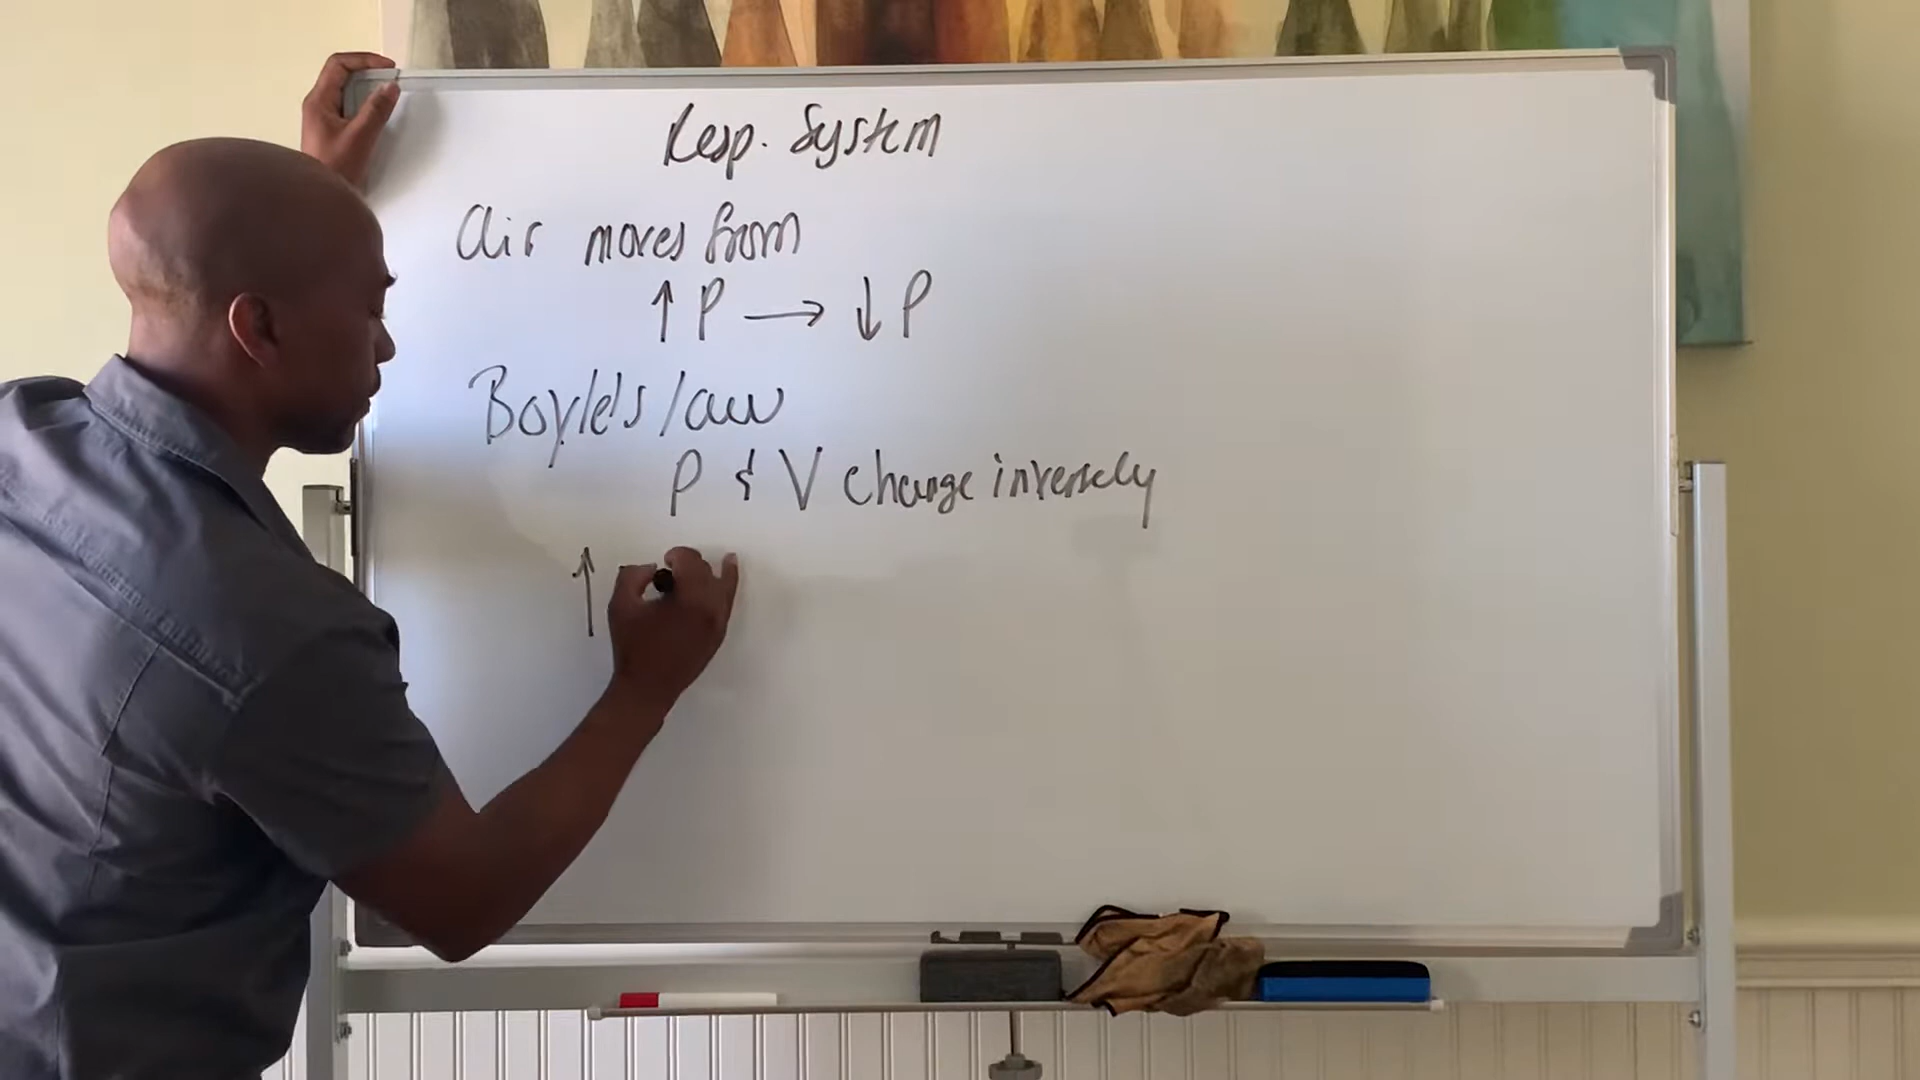 Resp. System
Air moves from
↑ P → ↓ P
Boyle's law
P & V change inversely
↑